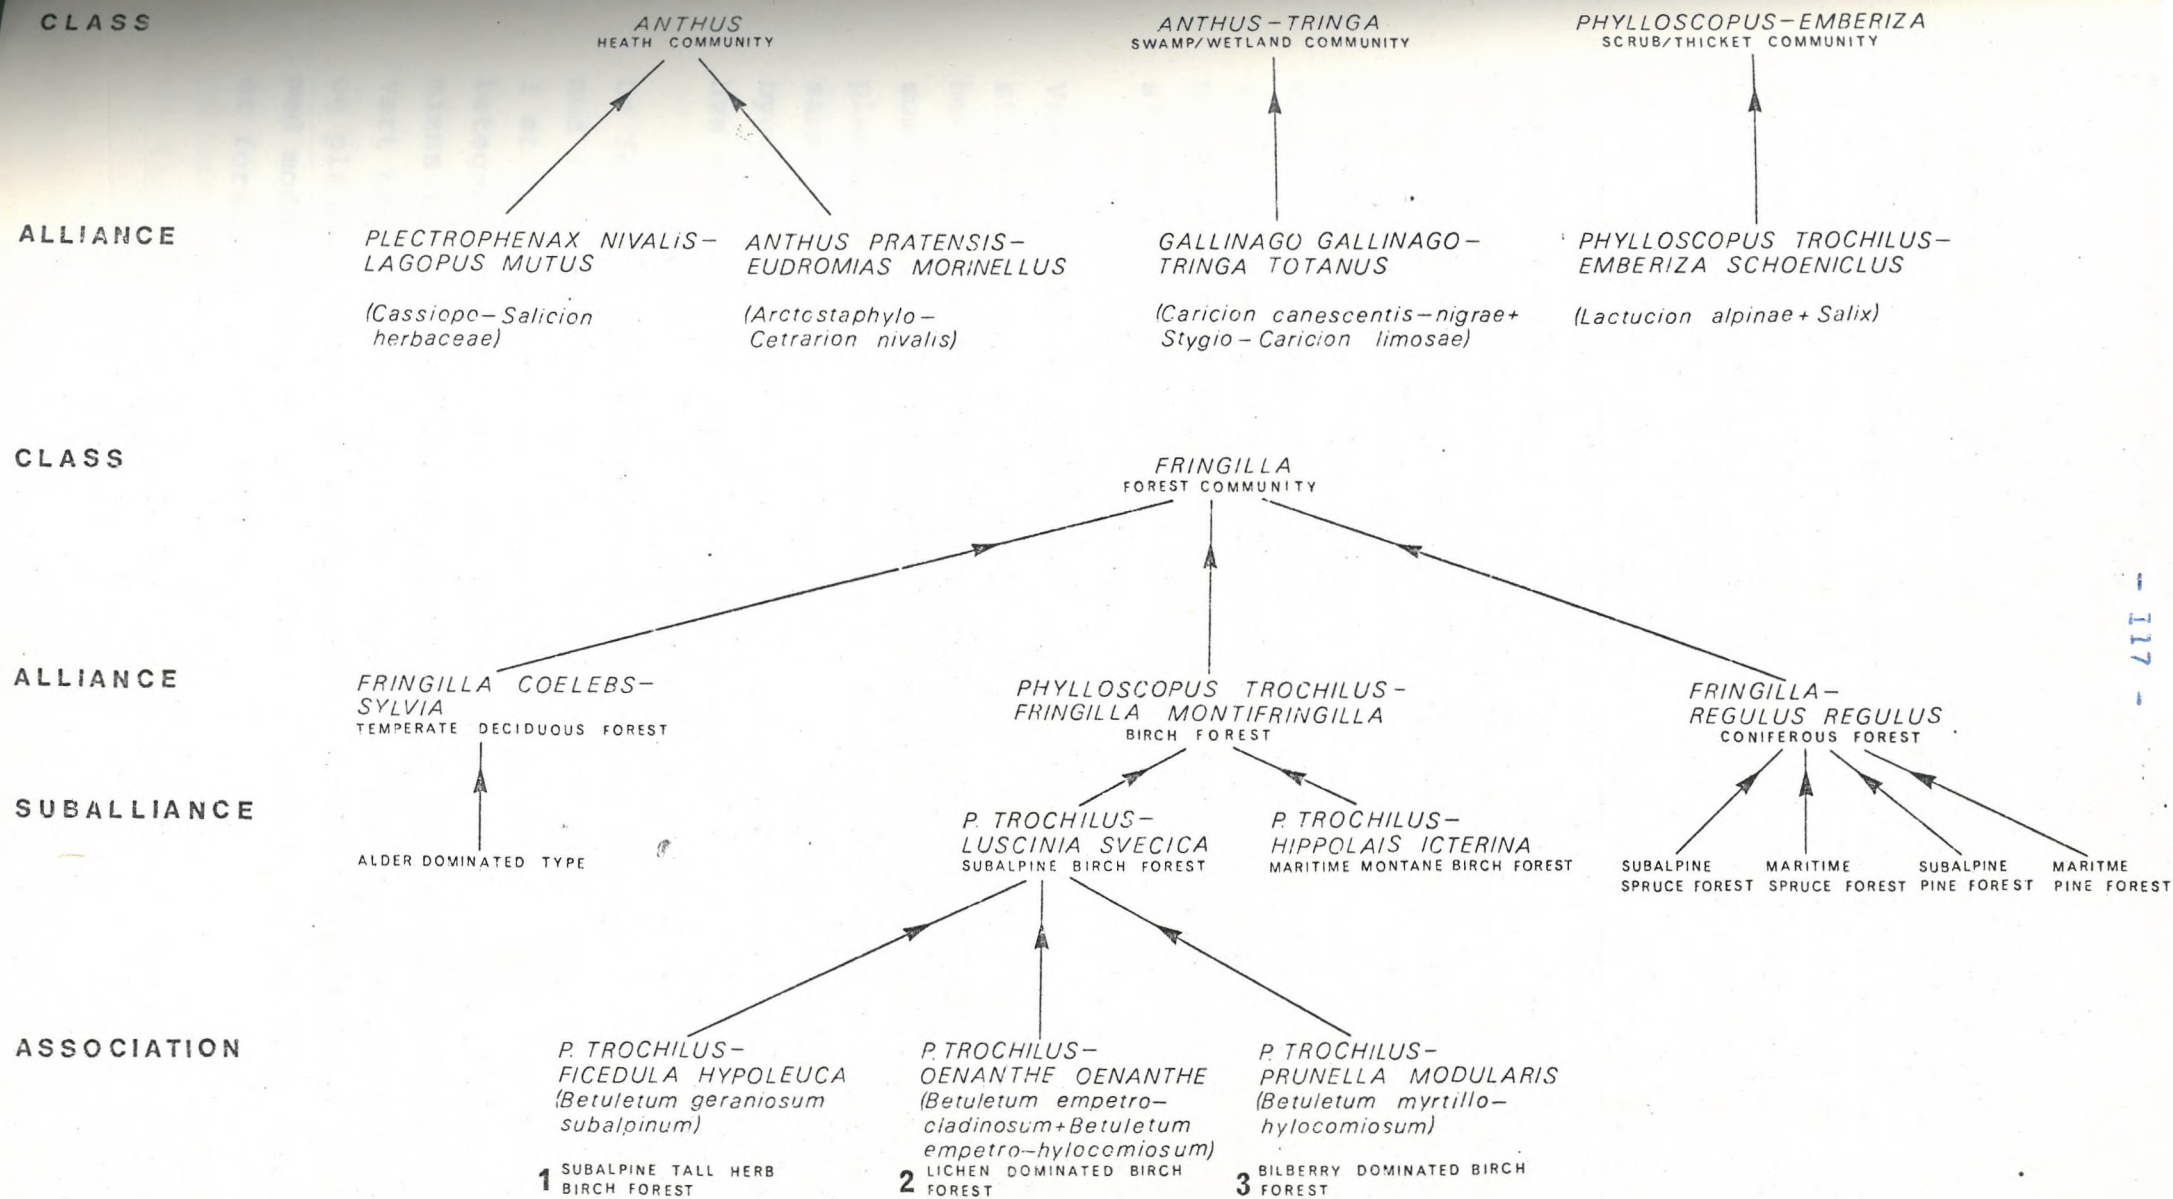 CLASS
ANTHUS
HEATH COMMUNITY
ANTHUS-TRINGA
SWAMP/WETLAND COMMUNITY
PHYLLOSCOPUS-EMBERIZA
SCRUB/THICKET COMMUNITY
ALLIANCE
PLECTROPHENAX NIVALIS-
LAGOPUS MUTUS
(Cassiopo-Salicion
herbaceae)
ANTHUS PRATENSIS-
EUDROMIAS MORINELLUS
(Arctostaphylo-
Cetrarion nivalis)
GALLINAGO GALLINAGO-
TRINGA TOTANUS
(Caricion canescentis-nigrae+
Stygio-Caricion limosae)
PHYLLOSCOPUS TROCHILUS-
EMBERIZA SCHOENICLUS
(Lactucion alpinae + Salix)
CLASS
FRINGILLA
FOREST COMMUNITY
ALLIANCE
FRINGILLA COELEBS-
SYLVIA
TEMPERATE DECIDUOUS FOREST
PHYLLOSCOPUS TROCHILUS-
FRINGILLA MONTIFRINGILLA
BIRCH FOREST
FRINGILLA-
REGULUS REGULUS
CONIFEROUS FOREST
SUBALLIANCE
ALDER DOMINATED TYPE
P. TROCHILUS-
LUSCINIA SVECICA
SUBALPINE BIRCH FOREST
P. TROCHILUS-
HIPPOLAIS ICTERINA
MARITIME MONTANE BIRCH FOREST
SUBALPINE
SPRUCE FOREST
MARITIME
SPRUCE FOREST
SUBALPINE
PINE FOREST
MARITME
PINE FOREST
ASSOCIATION
P. TROCHILUS-
FICEDULA HYPOLEUCA
(Betuletum geraniosum
subalpinum)
1 SUBALPINE TALL HERB
BIRCH FOREST
P. TROCHILUS-
OENANTHE OENANTHE
(Betuletum empetro-
cladinosum+Betuletum
empetro-hylocomiosum)
2 LICHEN DOMINATED BIRCH
FOREST
P. TROCHILUS-
PRUNELLA MODULARIS
(Betuletum myrtillo-
hylocomiosum)
3 BILBERRY DOMINATED BIRCH
FOREST
- 117 -